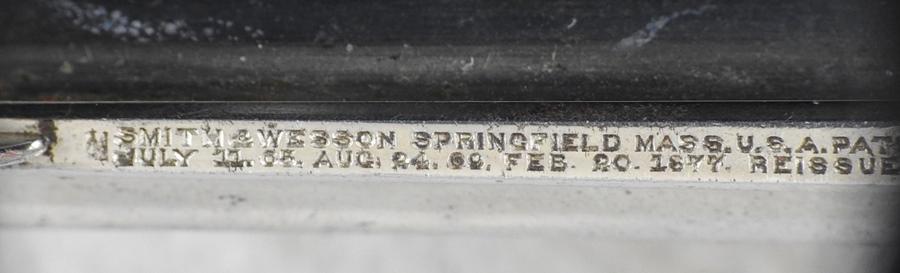 SMITH & WESSON SPRINGFIELD MASS. U.S.A. PAT
JULY 11. 65. AUG. 24. 69. FEB. 20. 1877. REISSUE